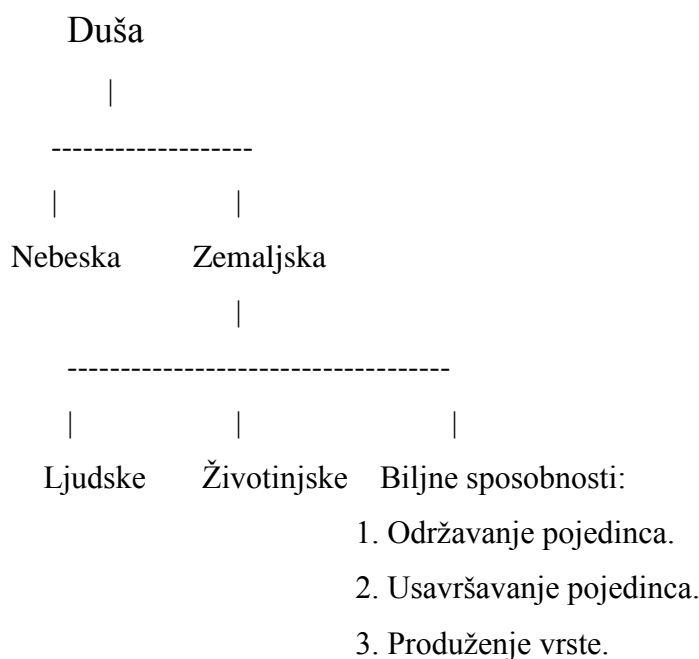 Duša
|
-------------------
| |
Nebeska Zemaljska
|
------------------------------------
| | |
Ljudske Životinjske Biljne sposobnosti:
1. Održavanje pojedinca.
2. Usavršavanje pojedinca.
3. Produženje vrste.